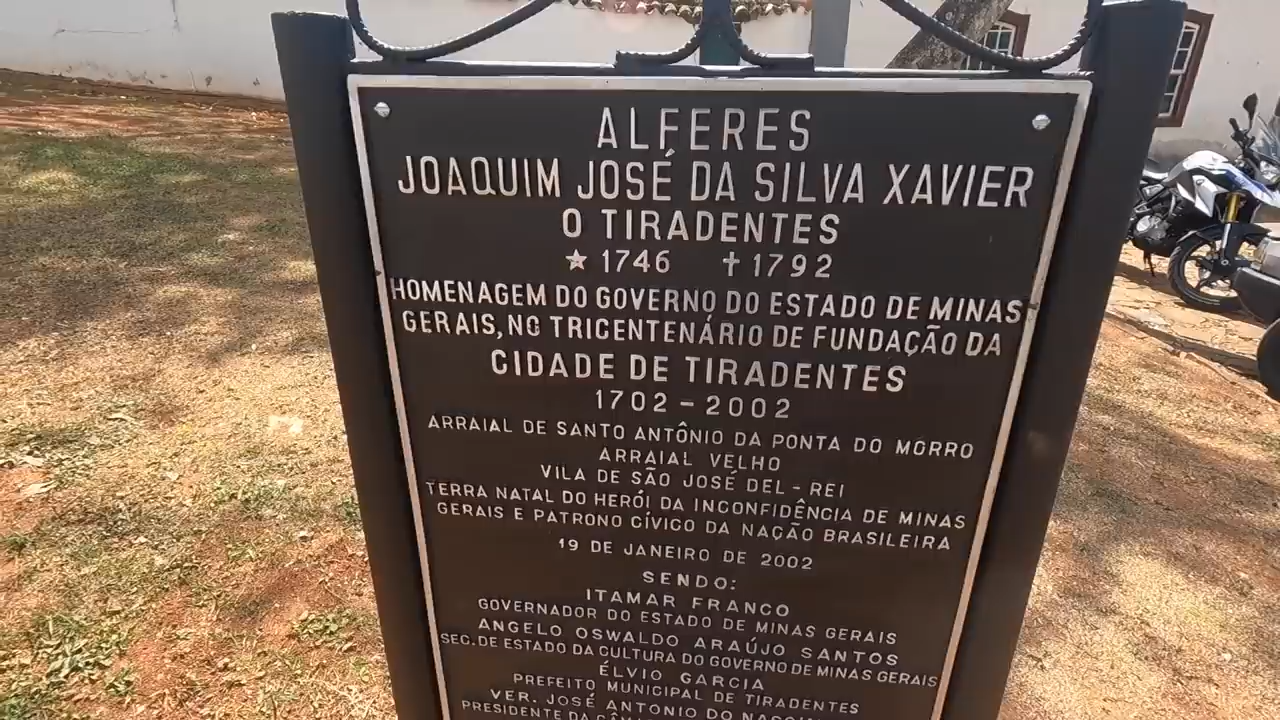 ALFERES
JOAQUIM JOSÉ DA SILVA XAVIER
O TIRADENTES
★ 1746 ✝ 1792
HOMENAGEM DO GOVERNO DO ESTADO DE MINAS
GERAIS, NO TRICENTENÁRIO DE FUNDAÇÃO DA
CIDADE DE TIRADENTES
1702 - 2002
ARRAIAL DE SANTO ANTÔNIO DA PONTA DO MORRO
ARRAIAL VELHO
VILA DE SÃO JOSÉ DEL - REI
TERRA NATAL DO HERÓI DA INCONFIDÊNCIA DE MINAS
GERAIS E PATRONO CÍVICO DA NAÇÃO BRASILEIRA
19 DE JANEIRO DE 2002
SENDO:
ITAMAR FRANCO
GOVERNADOR DO ESTADO DE MINAS GERAIS
ANGELO OSWALDO ARAÚJO SANTOS
SEC. DE ESTADO DA CULTURA DO GOVERNO DE MINAS GERAIS
ÉLVIO GARCIA
PREFEITO MUNICIPAL DE TIRADENTES
VER. JOSÉ ANTONIO DO
PRESIDENTE DA